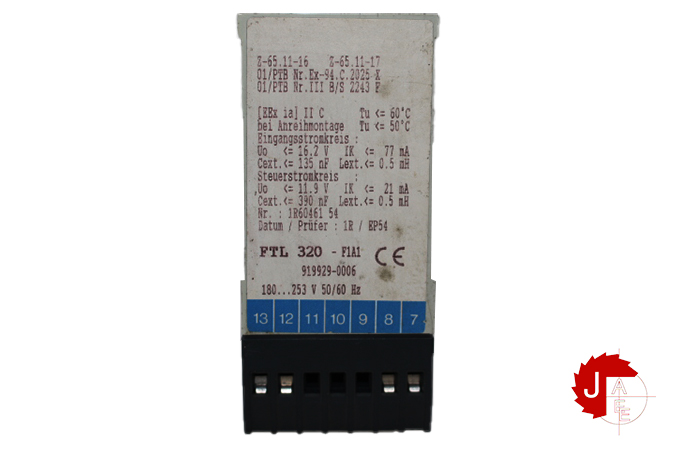 Z-65.11-16 Z-65.11-17
01/PTB Nr.Ex-94.C.2025 X
01/PTB Nr.III B/S 2243 F
[EEx ia] II C Tu <= 60°C
bei Anreihmontage Tu <= 50°C
Eingangsstromkreis :
Uo <= 16.2 V IK <= 77 mA
Cext.<= 135 nF Lext.<= 0.5 mH
Steuerstromkreis :
Uo <= 11.9 V IK <= 21 mA
Cext.<= 390 nF Lext.<= 0.5 mH
Nr. : 1R60461 54
Datum / Prüfer : 1R / EP54
FTL 320 - F1A1 CE
919929-0006
180...253 V 50/60 Hz
13 12 11 10 9 8 7
J
AEE